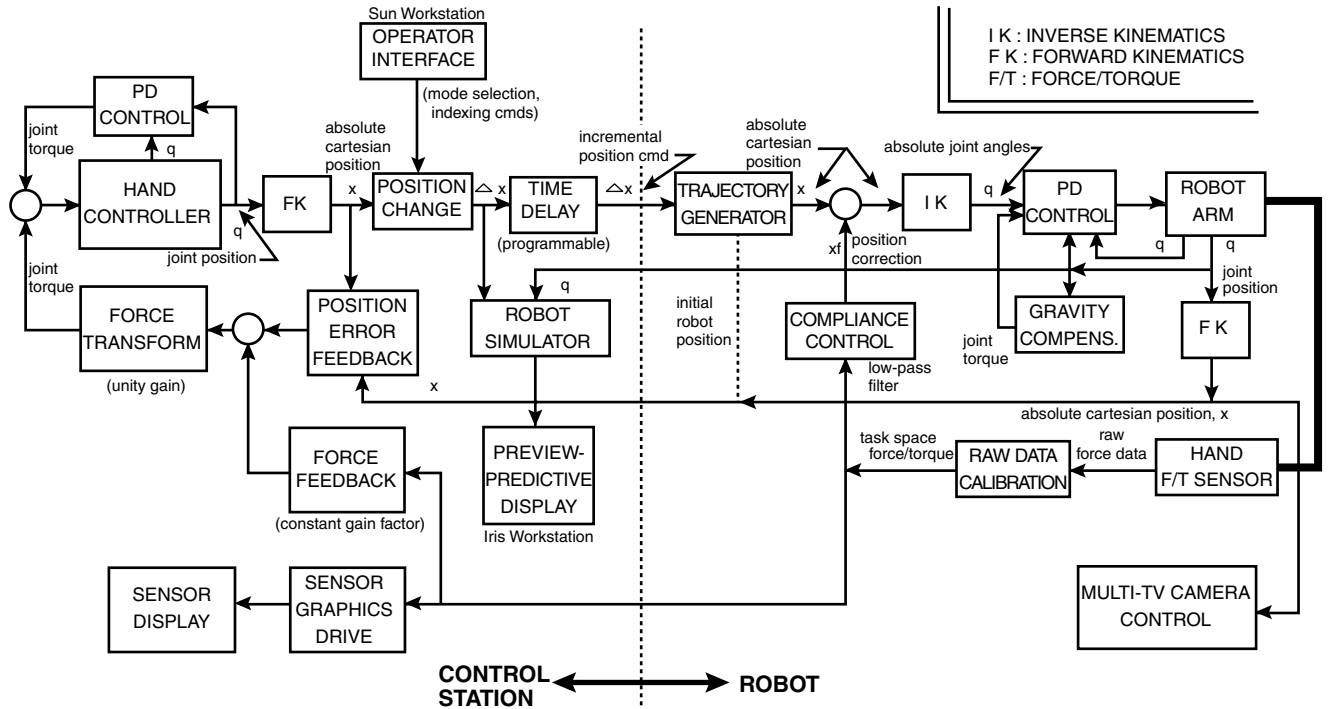 Sun Workstation
OPERATOR
INTERFACE
(mode selection,
indexing cmds)
I K : INVERSE KINEMATICS
F K : FORWARD KINEMATICS
F/T : FORCE/TORQUE
PD
CONTROL
joint
torque
q
HAND
CONTROLLER
q
joint position
FK
absolute
cartesian
position
x
POSITION
CHANGE
△ x
TIME
DELAY
(programmable)
△ x
incremental
position cmd
TRAJECTORY
GENERATOR
absolute
cartesian
position
x
I K
absolute joint angles
q
PD
CONTROL
ROBOT
ARM
q
q
joint
position
joint
torque
FORCE
TRANSFORM
(unity gain)
POSITION
ERROR
FEEDBACK
x
q
ROBOT
SIMULATOR
initial
robot
position
xf
position
correction
COMPLIANCE
CONTROL
low-pass
filter
GRAVITY
COMPENS.
joint
torque
F K
absolute cartesian position, x
FORCE
FEEDBACK
(constant gain factor)
PREVIEW-
PREDICTIVE
DISPLAY
Iris Workstation
task space
force/torque
RAW DATA
CALIBRATION
raw
force data
HAND
F/T SENSOR
SENSOR
DISPLAY
SENSOR
GRAPHICS
DRIVE
MULTI-TV CAMERA
CONTROL
CONTROL
STATION
ROBOT